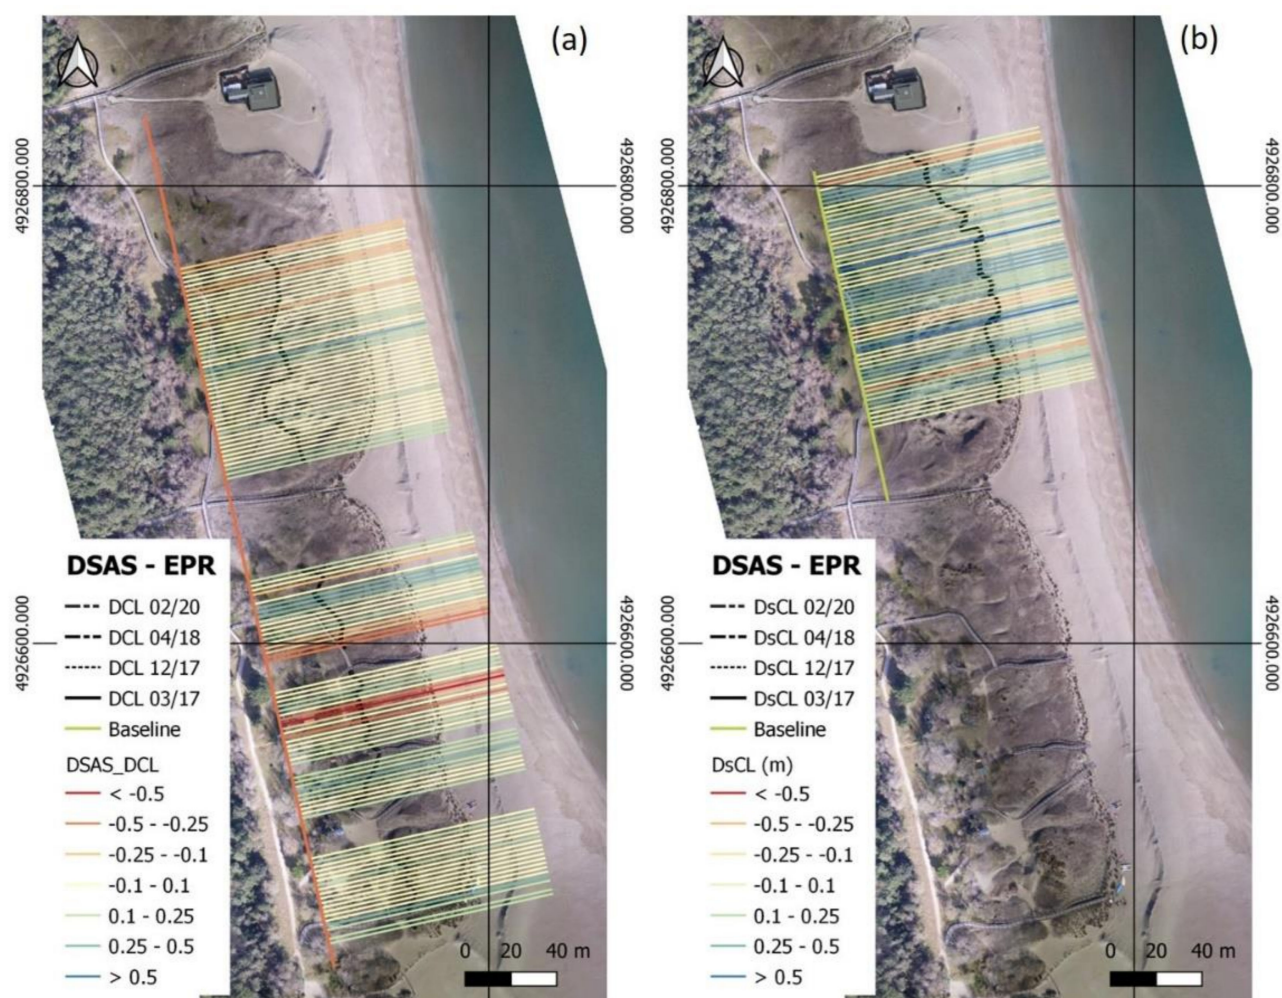 (a)
4926800.000
4926800.000
4926600.000
4926600.000
DSAS - EPR
DCL 02/20
DCL 04/18
DCL 12/17
DCL 03/17
Baseline
DSAS_DCL
< -0.5
-0.5 - -0.25
-0.25 - -0.1
-0.1 - 0.1
0.1 - 0.25
0.25 - 0.5
> 0.5
0 20 40 m
(b)
4926800.000
4926800.000
4926600.000
4926600.000
DSAS - EPR
DsCL 02/20
DsCL 04/18
DsCL 12/17
DsCL 03/17
Baseline
DsCL (m)
< -0.5
-0.5 - -0.25
-0.25 - -0.1
-0.1 - 0.1
0.1 - 0.25
0.25 - 0.5
> 0.5
0 20 40 m